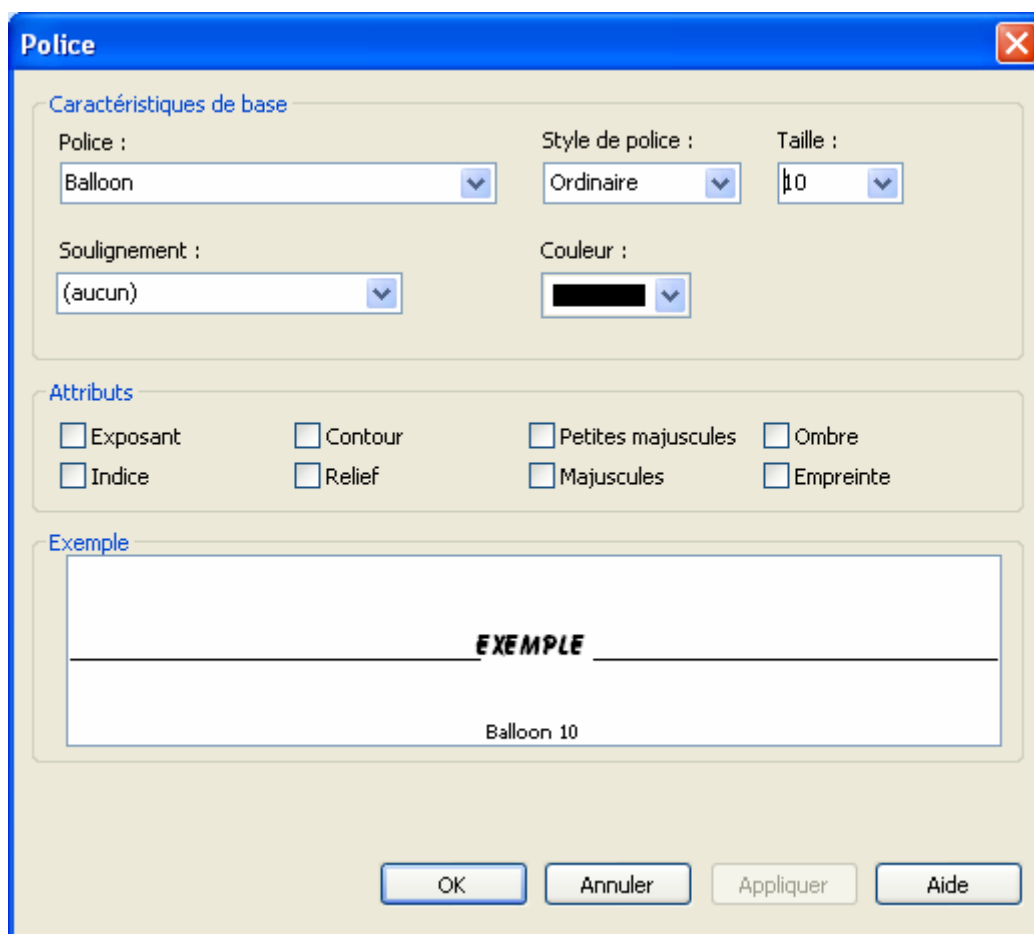 Police
Caractéristiques de base
Police : Style de police : Taille :
Balloon Ordinaire 10
Soulignement : Couleur :
(aucun)
Attributs
Exposant Contour Petites majuscules Ombre
Indice Relief Majuscules Empreinte
Exemple
EXEMPLE
Balloon 10
OK Annuler Appliquer Aide